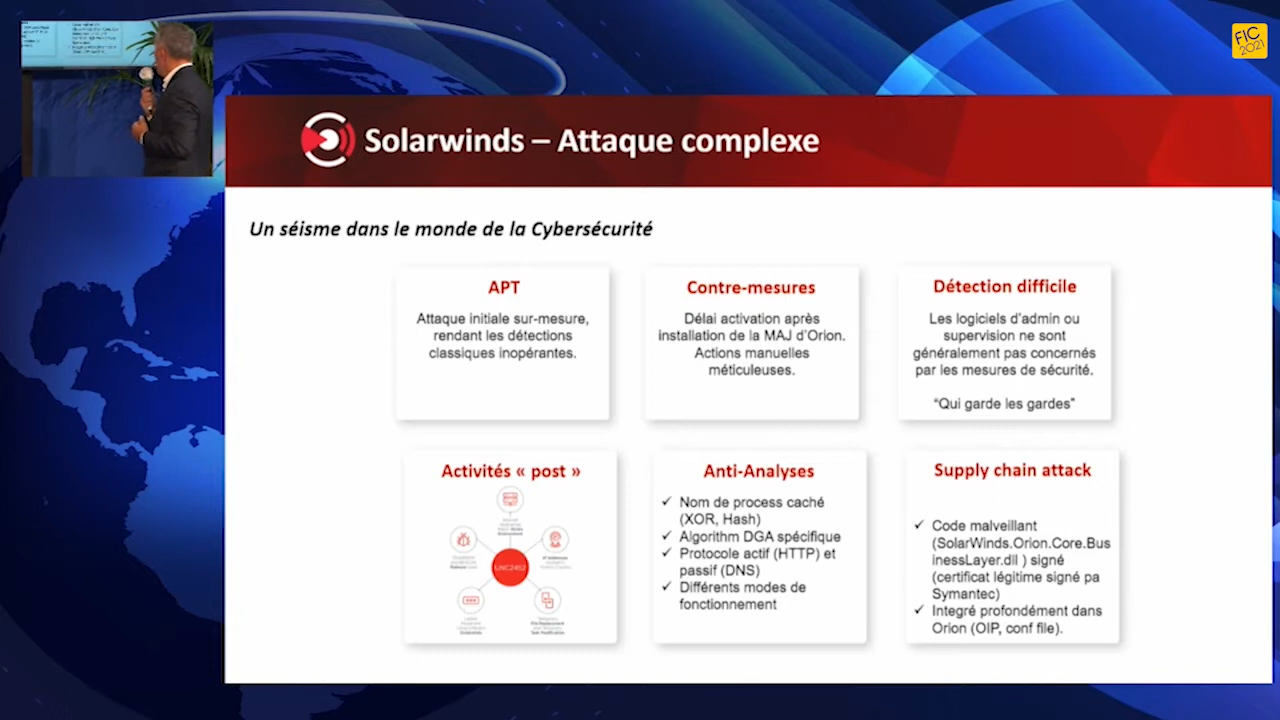 FIC
2021
Solarwinds – Attaque complexe
Un séisme dans le monde de la Cybersécurité
APT
Attaque initiale sur-mesure,
rendant les détections
classiques inopérantes.
Contre-mesures
Délai activation après
installation de la MAJ d'Orion.
Actions manuelles
méticuleuses.
Détection difficile
Les logiciels d'admin ou
supervision ne sont
généralement pas concernés
par les mesures de sécurité.
“Qui garde les gardes”
Activités « post »
UNC2452
Anti-Analyses
✓ Nom de process caché
(XOR, Hash)
✓ Algorithm DGA spécifique
✓ Protocole actif (HTTP) et
passif (DNS)
✓ Différents modes de
fonctionnement
Supply chain attack
✓ Code malveillant
(SolarWinds.Orion.Core.Bus
inessLayer.dll ) signé
(certificat légitime signé pa
Symantec)
✓ Integré profondément dans
Orion (OIP, conf file).